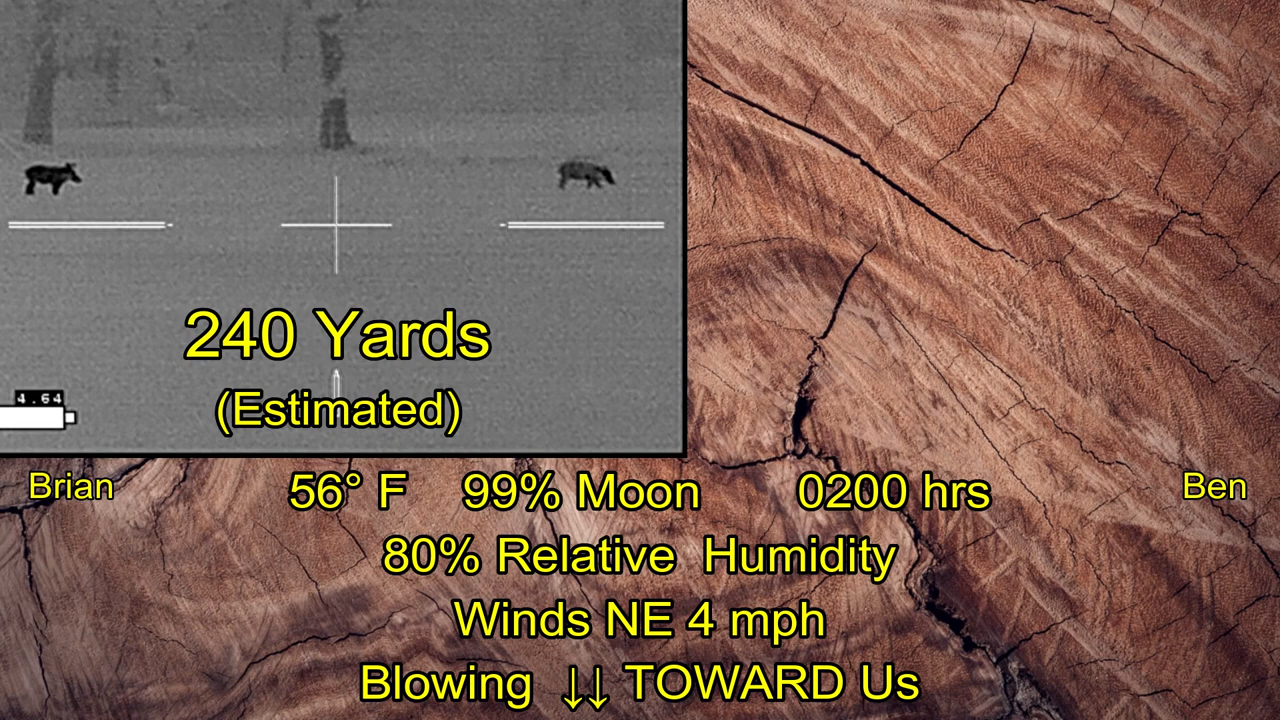 240 Yards
(Estimated)
4.64
Brian 56° F 99% Moon 0200 hrs Ben
80% Relative Humidity
Winds NE 4 mph
Blowing ↓↓ TOWARD Us